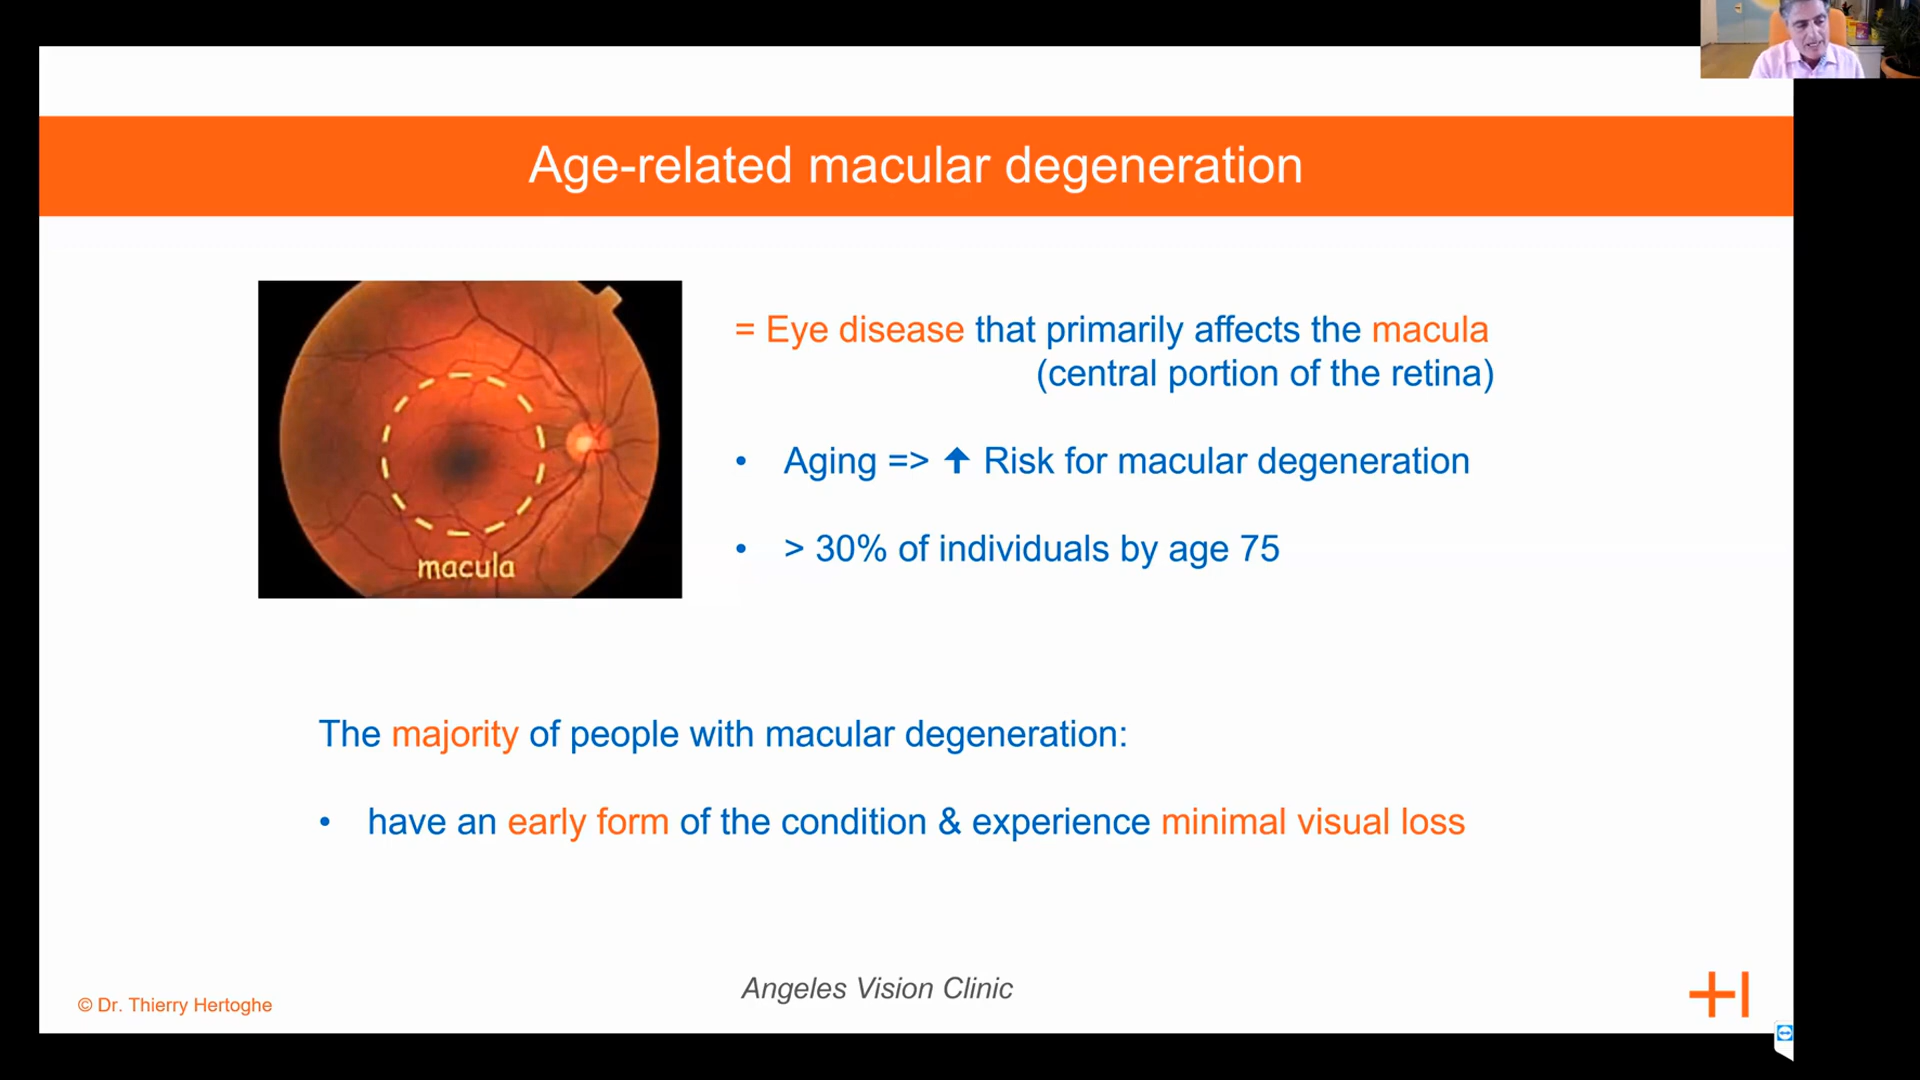 Age-related macular degeneration
= Eye disease that primarily affects the macula
(central portion of the retina)
• Aging => ↑ Risk for macular degeneration
• > 30% of individuals by age 75
macula
The majority of people with macular degeneration:
• have an early form of the condition & experience minimal visual loss
Angeles Vision Clinic
© Dr. Thierry Hertoghe